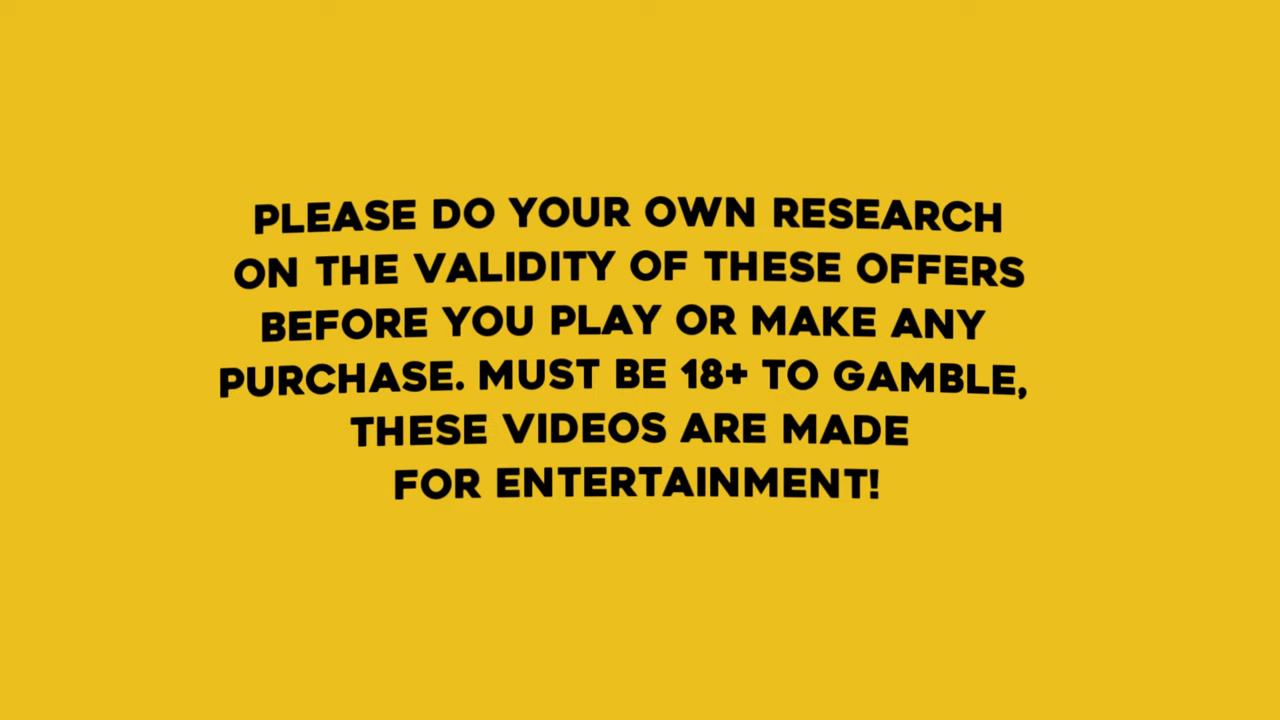 PLEASE DO YOUR OWN RESEARCH
ON THE VALIDITY OF THESE OFFERS
BEFORE YOU PLAY OR MAKE ANY
PURCHASE. MUST BE 18+ TO GAMBLE,
THESE VIDEOS ARE MADE
FOR ENTERTAINMENT!